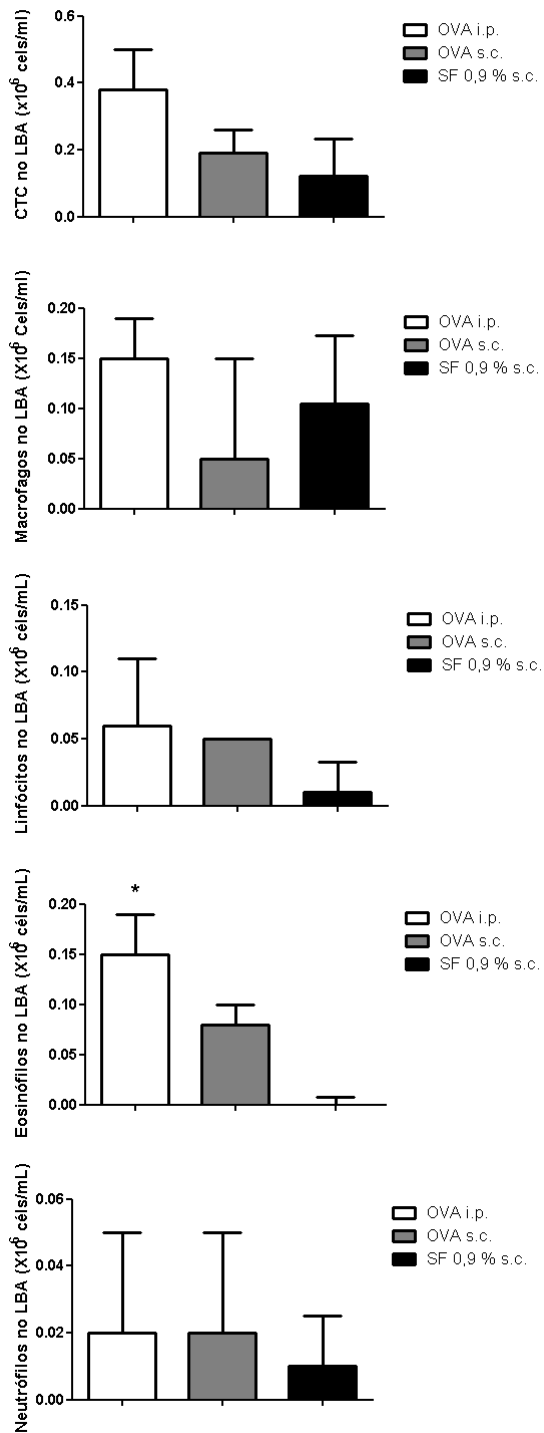 CTC no LBA (x10⁶ cels/ml)
0.6
0.4
0.2
0.0
OVA i.p.
OVA s.c.
SF 0,9 % s.c.
Macrofagos no LBA (X10⁶ Cels/ml)
0.20
0.15
0.10
0.05
0.00
OVA i.p.
OVA s.c.
SF 0,9 % s.c.
Linfócitos no LBA (X10⁶ céls/mL)
0.15
0.10
0.05
0.00
OVA i.p.
OVA s.c.
SF 0,9 % s.c.
Eosinófilos no LBA (X10⁶ céls/mL)
0.20
0.15
0.10
0.05
0.00
*
OVA i.p.
OVA s.c.
SF 0,9 % s.c.
Neutrófilos no LBA (X10⁶ céls/mL)
0.06
0.04
0.02
0.00
OVA i.p.
OVA s.c.
SF 0,9 % s.c.